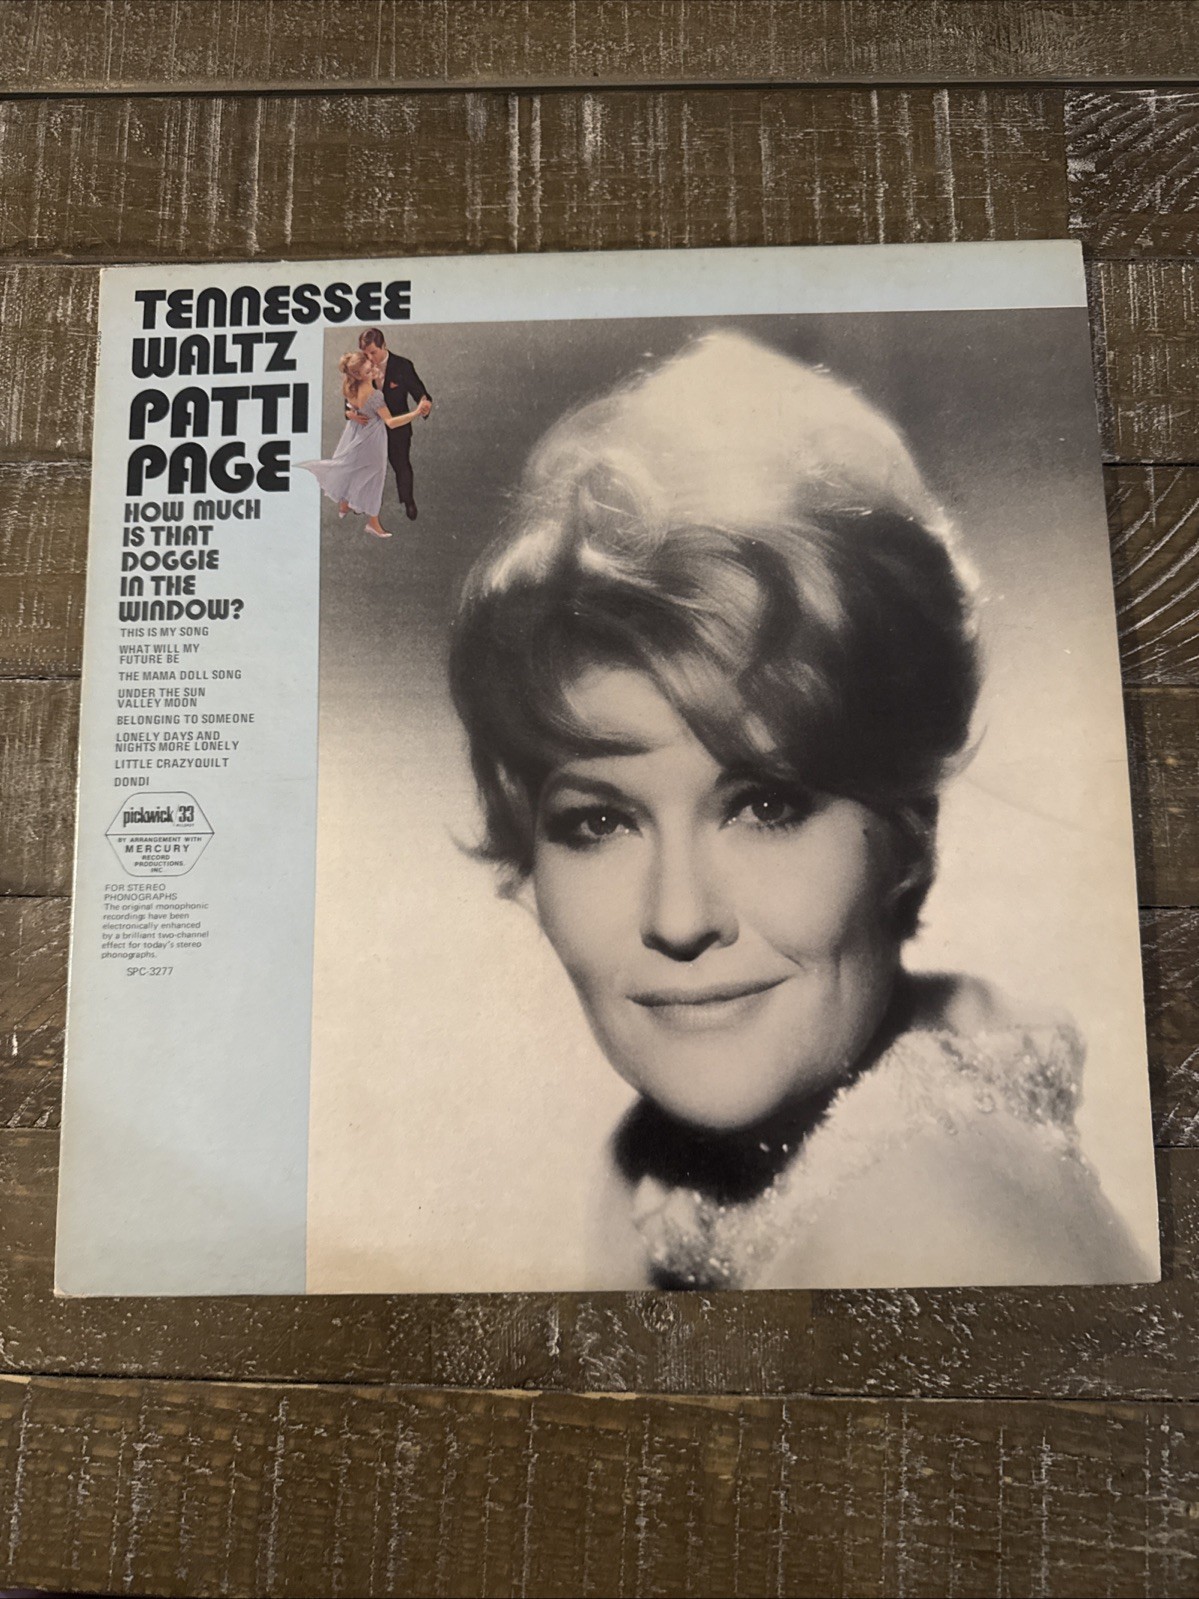 TENNESSEE
WALTZ
PATTI
PAGE
HOW MUCH
IS THAT
DOGGIE
IN THE
WINDOW?
THIS IS MY SONG
WHAT WILL MY
FUTURE BE
THE MAMA DOLL SONG
UNDER THE SUN
VALLEY MOON
BELONGING TO SOMEONE
LONELY DAYS AND
NIGHTS MORE LONELY
LITTLE CRAZYQUILT
DONDI
pickwick/33
BY ARRANGEMENT WITH
MERCURY
RECORD
PRODUCTIONS,
INC.
FOR STEREO
PHONOGRAPHS
The original monophonic
recordings have been
electronically enhanced
by a brilliant two-channel
effect for today's stereo
phonographs.
SPC-3277